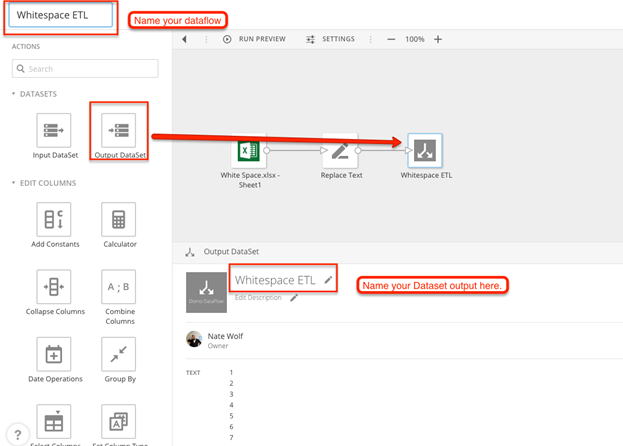 Whitespace ETL
Name your dataflow
ACTIONS
Search
DATASETS
Input DataSet
Output DataSet
EDIT COLUMNS
Add Constants
Calculator
Collapse Columns
A ; B
Combine
Columns
Date Operations
Group By
Select Columns
Set Column Type
?
RUN PREVIEW
SETTINGS
100%
White Space.xlsx -
Sheet1
Replace Text
Whitespace ETL
Output DataSet
Demo DataFlow
Whitespace ETL
Edit Description
Name your Dataset output here.
Nate Wolf
Owner
TEXT
1
2
3
4
5
6
7